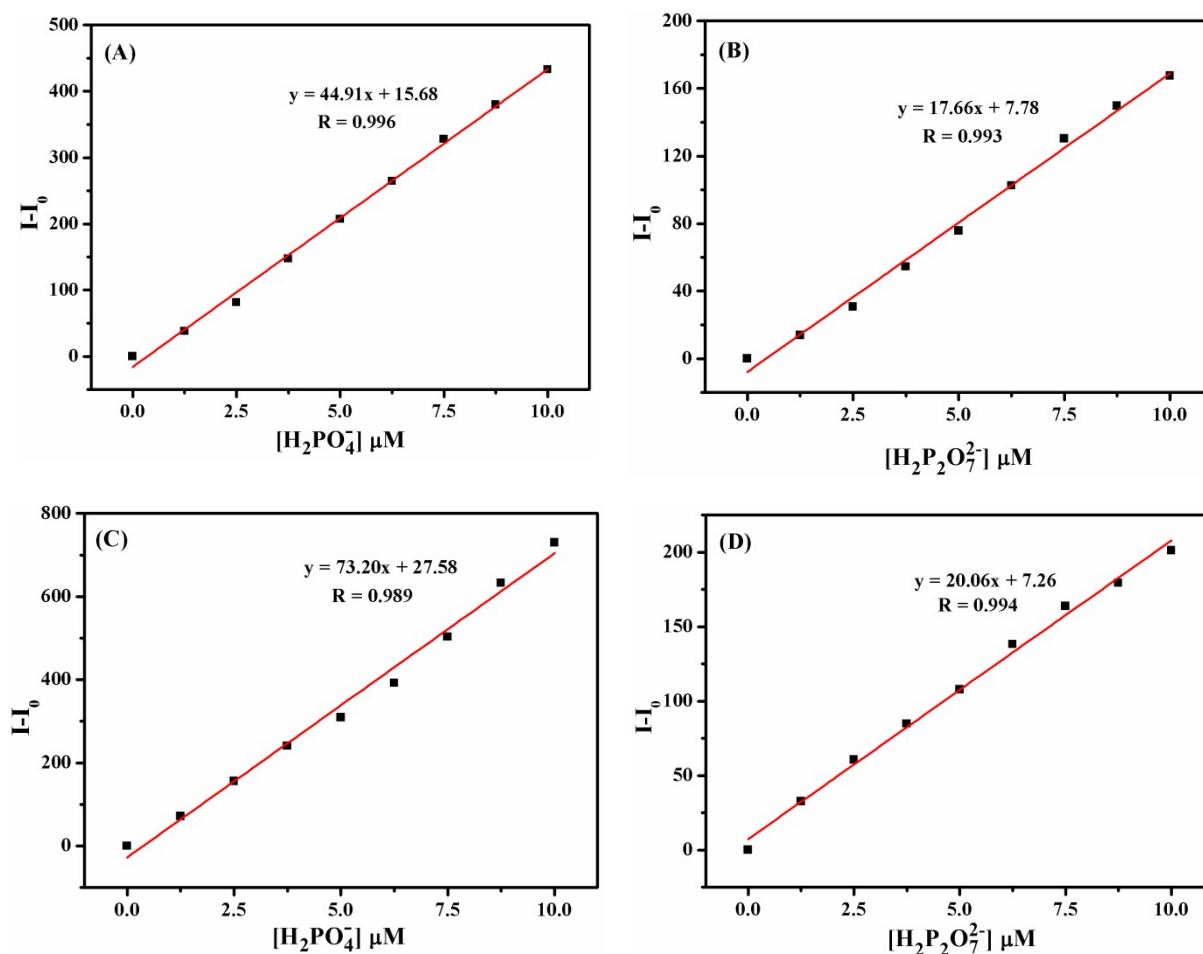 (A)
y = 44.91x + 15.68
R = 0.996
500
400
300
200
100
0
I-I₀
0.0 2.5 5.0 7.5 10.0
[H₂PO₄⁻] μM
(B)
y = 17.66x + 7.78
R = 0.993
200
160
120
80
40
0
I-I₀
0.0 2.5 5.0 7.5 10.0
[H₂P₂O₇²⁻] μM
(C)
y = 73.20x + 27.58
R = 0.989
800
600
400
200
0
I-I₀
0.0 2.5 5.0 7.5 10.0
[H₂PO₄⁻] μM
(D)
y = 20.06x + 7.26
R = 0.994
200
150
100
50
0
I-I₀
0.0 2.5 5.0 7.5 10.0
[H₂P₂O₇²⁻] μM